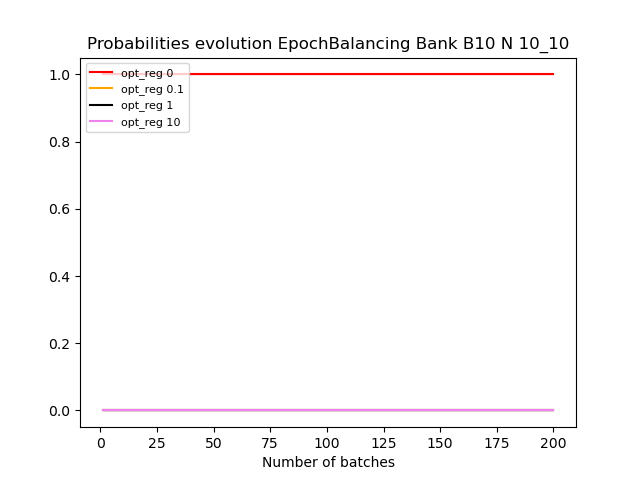 Probabilities evolution EpochBalancing Bank B10 N 10_10
1.0
0.8
0.6
0.4
0.2
0.0
opt_reg 0
opt_reg 0.1
opt_reg 1
opt_reg 10
0 25 50 75 100 125 150 175 200
Number of batches